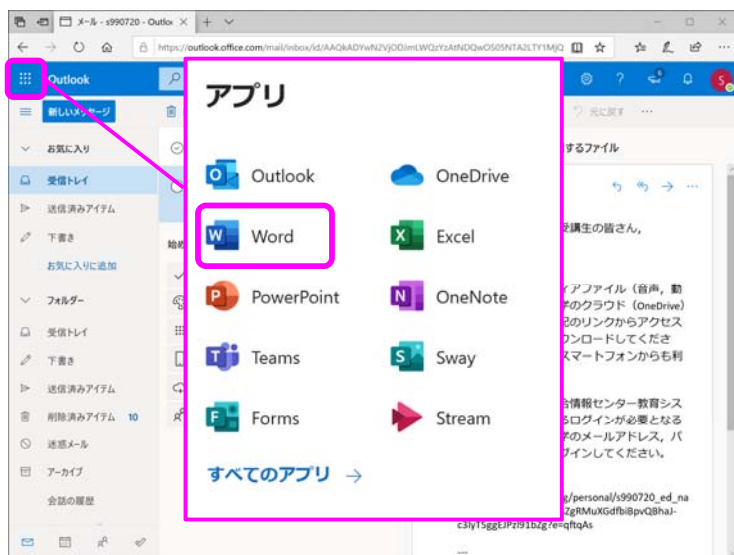 メール - s990720 - Outlo
https://outlook.office.com/mail/inbox/id/
Outlook
新しいメッセージ
元に戻す
お気に入り
受信トレイ
送信済みアイテム
下書き
お気に入りに追加
フォルダー
受信トレイ
下書き
送信済みアイテム
削除済みアイテム 10
迷惑メール
アーカイブ
会話の履歴
アプリ
Outlook
OneDrive
Word
Excel
PowerPoint
OneNote
Teams
Sway
Forms
Stream
すべてのアプリ →
するファイル
受講生の皆さん,
ィアファイル（音声，動
学のクラウド（OneDrive）
記のリンクからアクセス
ウンロードしてくださ
スマートフォンからも利
合情報センター教育シス
るログインが必要となる
学のメールアドレス，パ
グインしてください。
g/personal/s990720_ed_na
ZgRMuXGdfbiBpvQBhaJ-